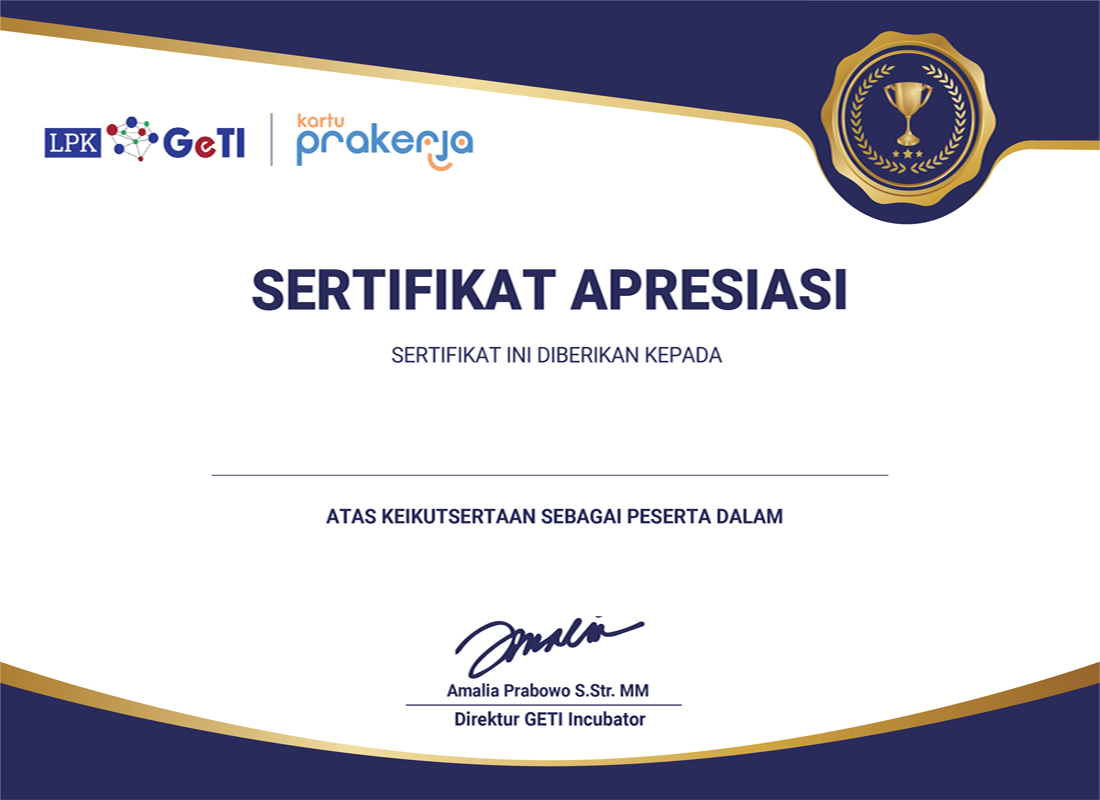 LPK GeTI
kartu
prakerja
SERTIFIKAT APRESIASI
SERTIFIKAT INI DIBERIKAN KEPADA
ATAS KEIKUTSERTAAN SEBAGAI PESERTA DALAM
Amalia
Amalia Prabowo S.Str. MM
Direktur GETI Incubator